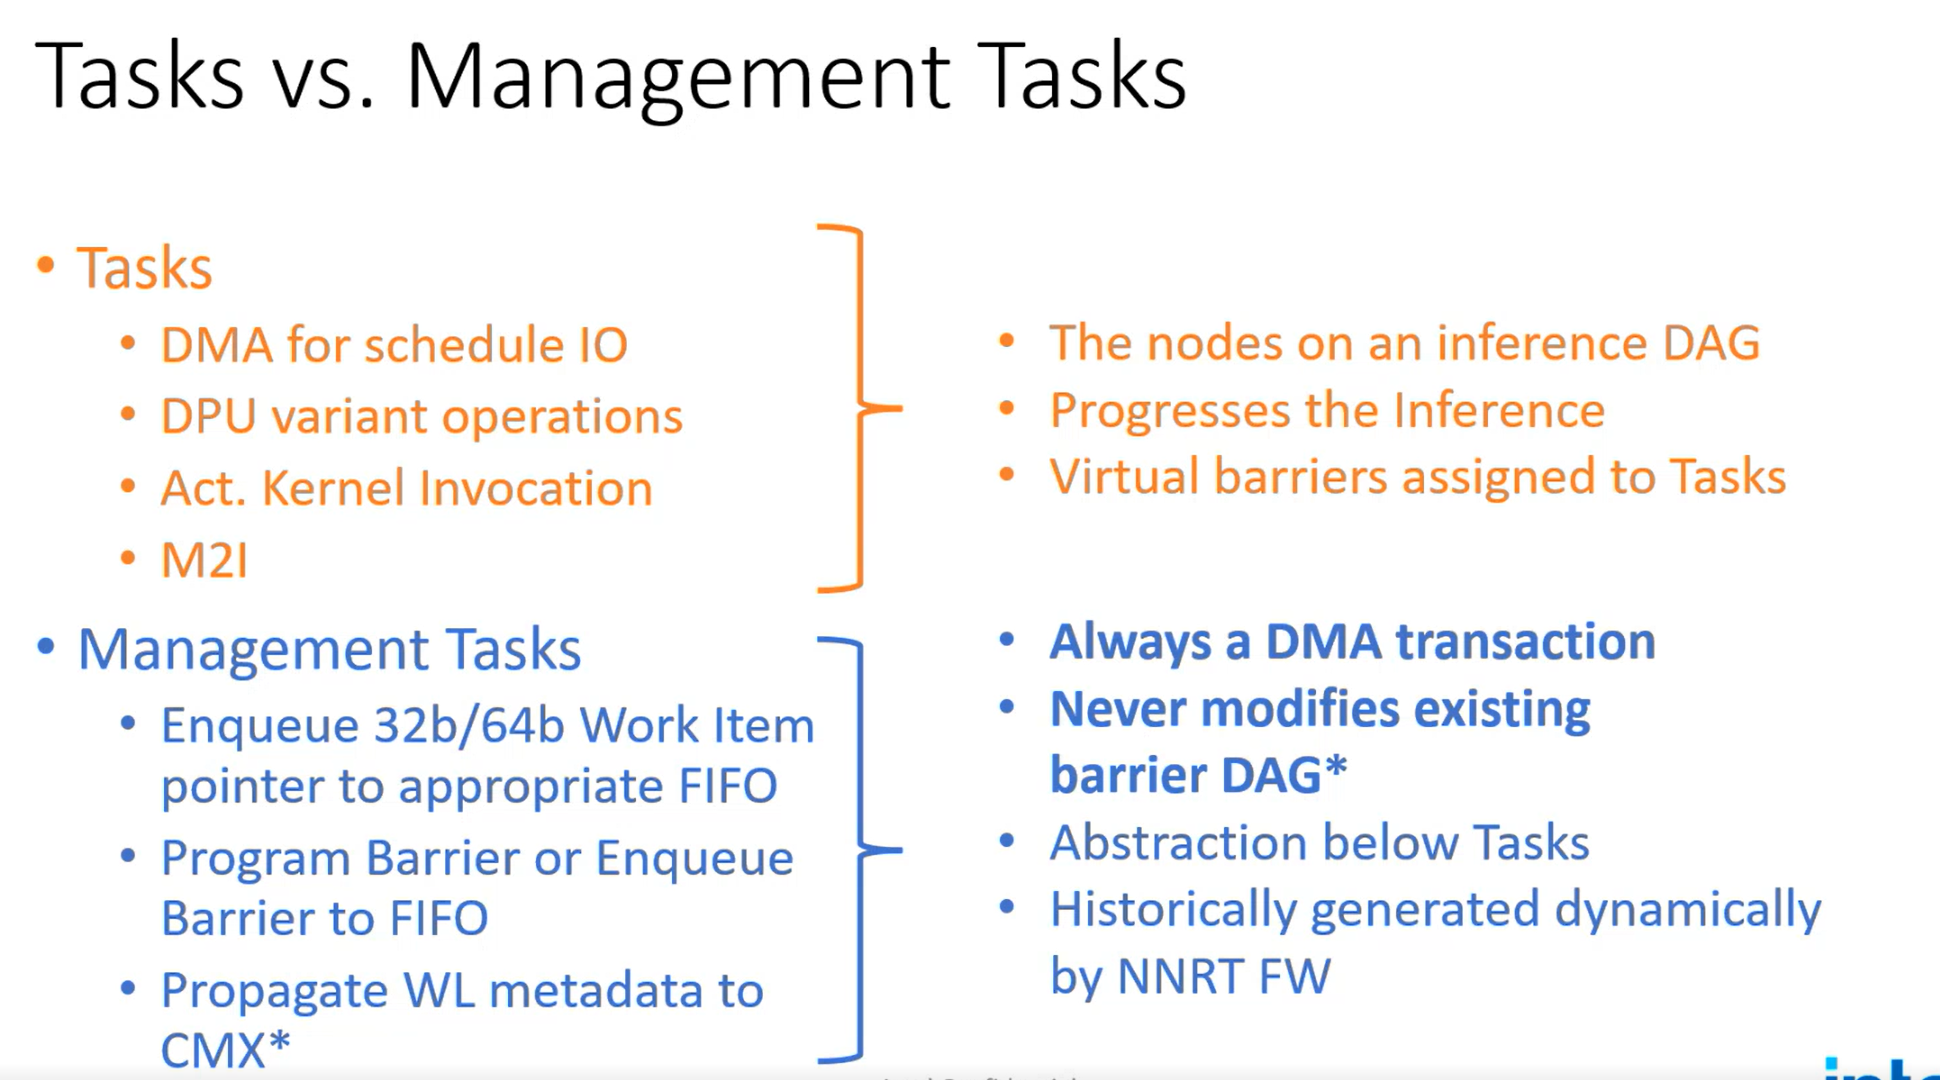 Tasks vs. Management Tasks
• Tasks
• DMA for schedule IO
• DPU variant operations
• Act. Kernel Invocation
• M2I
• The nodes on an inference DAG
• Progresses the Inference
• Virtual barriers assigned to Tasks
• Management Tasks
• Enqueue 32b/64b Work Item
pointer to appropriate FIFO
• Program Barrier or Enqueue
Barrier to FIFO
• Propagate WL metadata to
CMX*
• Always a DMA transaction
• Never modifies existing
barrier DAG*
• Abstraction below Tasks
• Historically generated dynamically
by NNRT FW